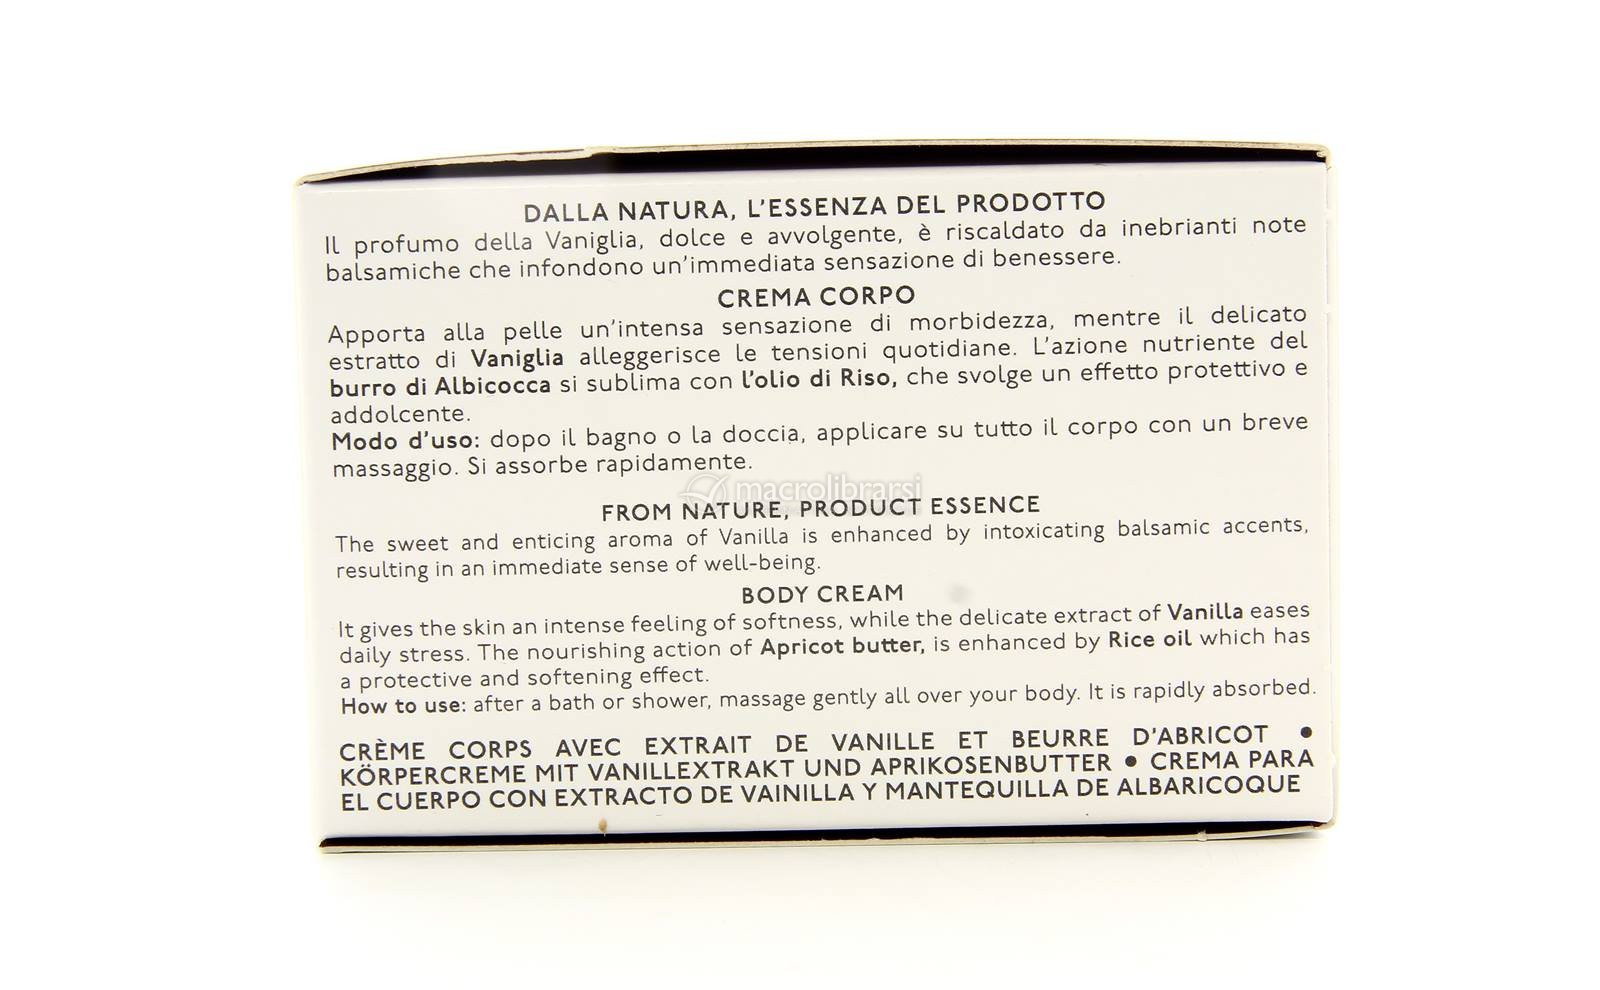 DALLA NATURA, L'ESSENZA DEL PRODOTTO
Il profumo della Vaniglia, dolce e avvolgente, è riscaldato da inebrianti note
balsamiche che infondono un'immediata sensazione di benessere.
CREMA CORPO
Apporta alla pelle un'intensa sensazione di morbidezza, mentre il delicato
estratto di Vaniglia alleggerisce le tensioni quotidiane. L'azione nutriente del
burro di Albicocca si sublima con l'olio di Riso, che svolge un effetto protettivo e
addolcente.
Modo d'uso: dopo il bagno o la doccia, applicare su tutto il corpo con un breve
massaggio. Si assorbe rapidamente.
macrolibrarsi
FROM NATURE, PRODUCT ESSENCE
The sweet and enticing aroma of Vanilla is enhanced by intoxicating balsamic accents,
resulting in an immediate sense of well-being.
BODY CREAM
It gives the skin an intense feeling of softness, while the delicate extract of Vanilla eases
daily stress. The nourishing action of Apricot butter, is enhanced by Rice oil which has
a protective and softening effect.
How to use: after a bath or shower, massage gently all over your body. It is rapidly absorbed.
CRÈME CORPS AVEC EXTRAIT DE VANILLE ET BEURRE D'ABRICOT •
KÖRPERCREME MIT VANILLEXTRAKT UND APRIKOSENBUTTER • CREMA PARA
EL CUERPO CON EXTRACTO DE VAINILLA Y MANTEQUILLA DE ALBARICOQUE